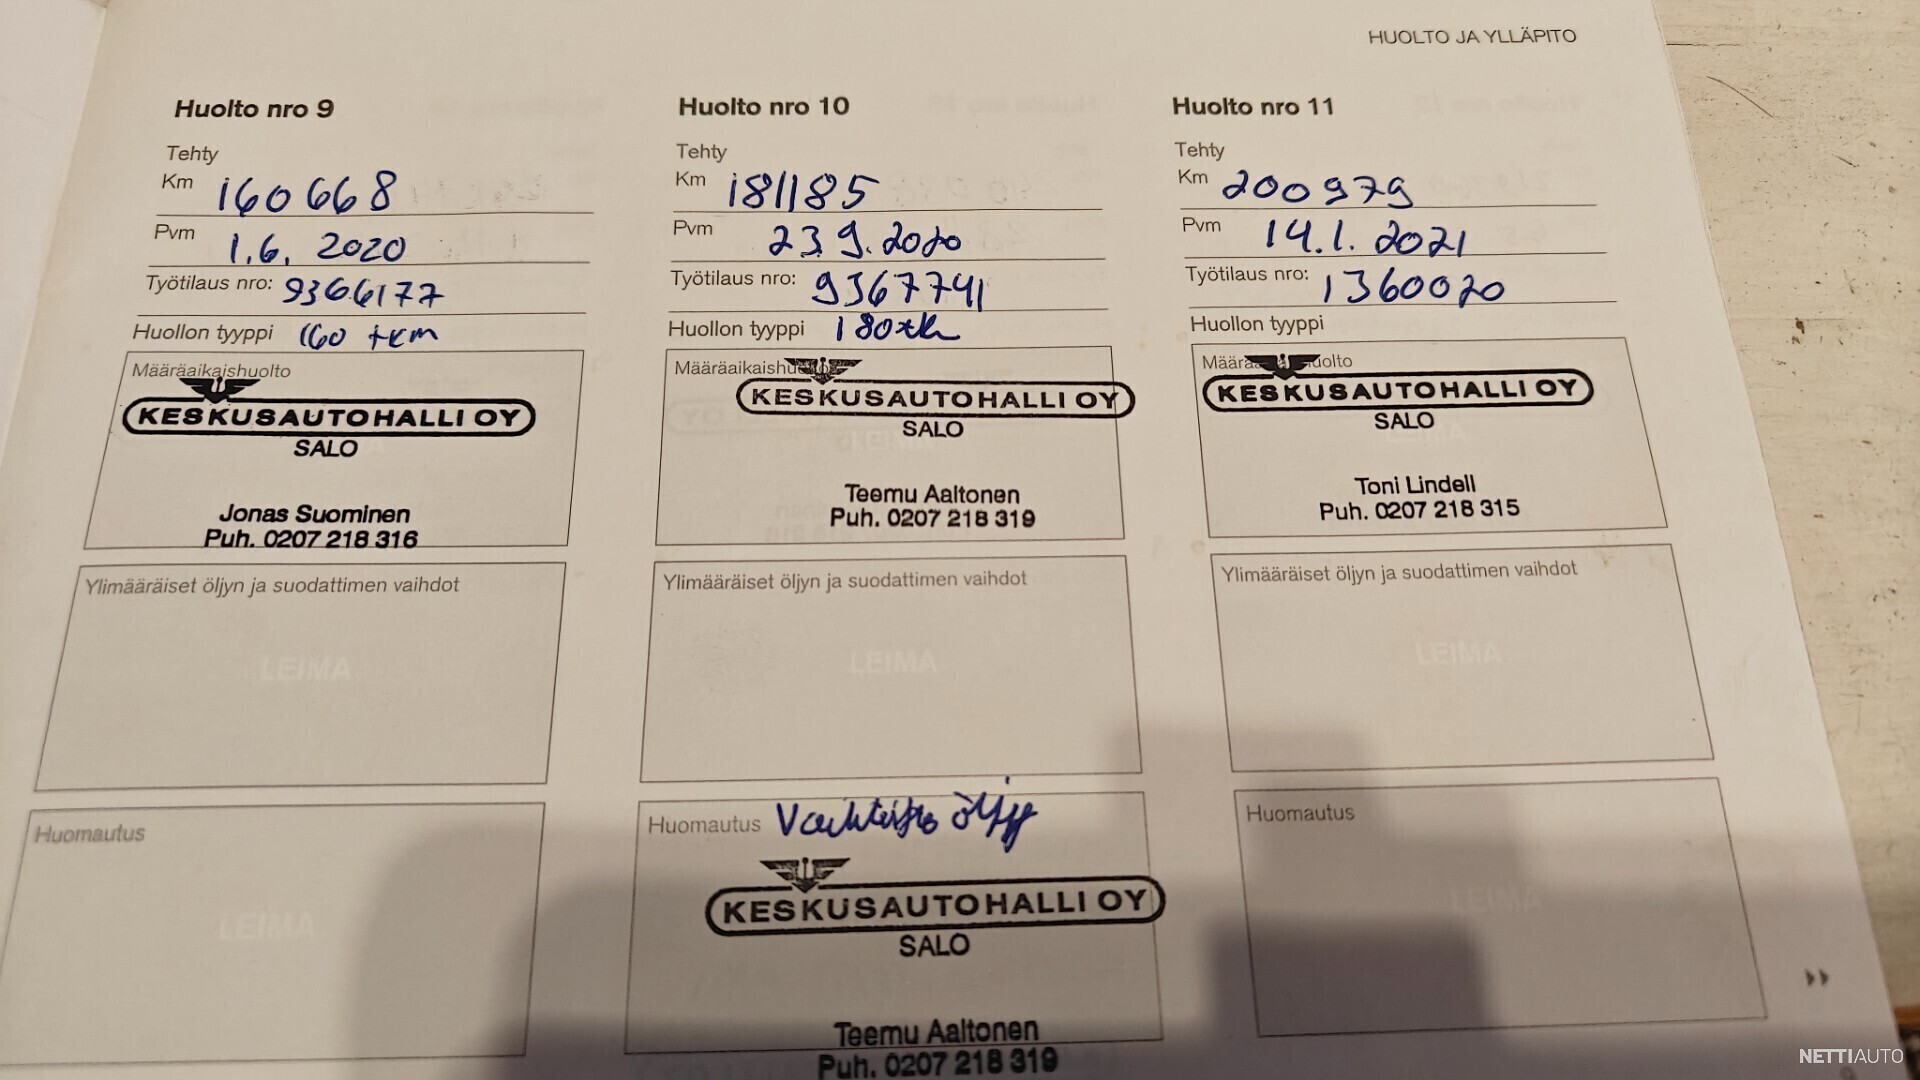 HUOLTO JA YLLÄPITO
Huolto nro 9
Tehty
Km 160668
Pvm 1.6. 2020
Työtilaus nro: 9366177
Huollon tyyppi 160 tkm
Määräaikaishuolto
KESKUSAUTOHALLI OY
SALO
Jonas Suominen
Puh. 0207 218 316
Ylimääräiset öljyn ja suodattimen vaihdot
LEIMA
Huomautus
LEIMA
Huolto nro 10
Tehty
Km 181185
Pvm 23.9.2020
Työtilaus nro: 9367741
Huollon tyyppi 180tk
Määräaikaishuolto
KESKUSAUTOHALLI OY
SALO
Teemu Aaltonen
Puh. 0207 218 319
Ylimääräiset öljyn ja suodattimen vaihdot
LEIMA
Huomautus Vaihteisto öljyt
KESKUSAUTOHALLI OY
SALO
Teemu Aaltonen
Puh. 0207 218 319
Huolto nro 11
Tehty
Km 200979
Pvm 14.1.2021
Työtilaus nro: 1360020
Huollon tyyppi
Määräaikaishuolto
KESKUSAUTOHALLI OY
SALO
Toni Lindell
Puh. 0207 218 315
Ylimääräiset öljyn ja suodattimen vaihdot
LEIMA
Huomautus
LEIMA
NETTIAUTO